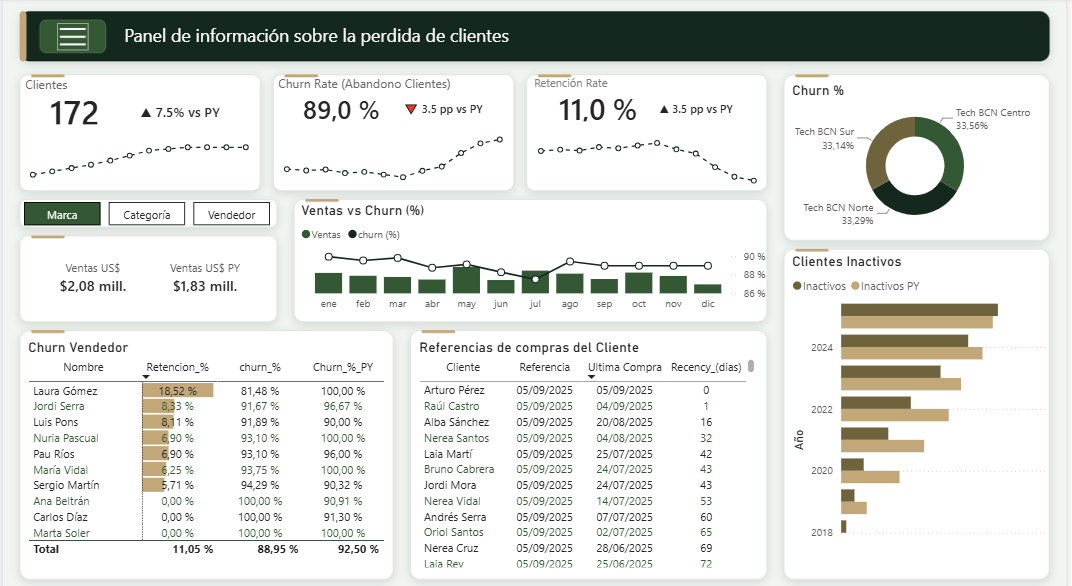 Panel de información sobre la perdida de clientes
Clientes
172
▲ 7.5% vs PY
Churn Rate (Abandono Clientes)
89,0 %
▼ 3.5 pp vs PY
Retención Rate
11,0 %
▲ 3.5 pp vs PY
Churn %
Tech BCN Centro
33,56%
Tech BCN Sur
33,14%
Tech BCN Norte
33,29%
Marca
Categoría
Vendedor
Ventas US$
$2,08 mill.
Ventas US$ PY
$1,83 mill.
Ventas vs Churn (%)
Ventas churn (%)
90 %
88 %
86 %
ene feb mar abr may jun jul ago sep oct nov dic
Clientes Inactivos
Inactivos Inactivos PY
Año
2024
2022
2020
2018
Churn Vendedor
Nombre Retencion_% churn_% Churn_%_PY
Laura Gómez 18,52 % 81,48 % 100,00 %
Jordi Serra 8,33 % 91,67 % 96,67 %
Luis Pons 8,11 % 91,89 % 90,00 %
Nuria Pascual 6,90 % 93,10 % 100,00 %
Pau Ríos 6,90 % 93,10 % 96,00 %
María Vidal 6,25 % 93,75 % 100,00 %
Sergio Martín 5,71 % 94,29 % 90,32 %
Ana Beltrán 0,00 % 100,00 % 90,91 %
Carlos Díaz 0,00 % 100,00 % 91,30 %
Marta Soler 0,00 % 100,00 % 100,00 %
Total 11,05 % 88,95 % 92,50 %
Referencias de compras del Cliente
Cliente Referencia Ultima Compra Recency_(dias)
Arturo Pérez 05/09/2025 05/09/2025 0
Raúl Castro 05/09/2025 04/09/2025 1
Alba Sánchez 05/09/2025 20/08/2025 16
Nerea Santos 05/09/2025 04/08/2025 32
Laia Martí 05/09/2025 25/07/2025 42
Bruno Cabrera 05/09/2025 24/07/2025 43
Jordi Mora 05/09/2025 24/07/2025 43
Nerea Vidal 05/09/2025 14/07/2025 53
Andrés Serra 05/09/2025 07/07/2025 60
Oriol Santos 05/09/2025 02/07/2025 65
Nerea Cruz 05/09/2025 28/06/2025 69
Laia Rey 05/09/2025 25/06/2025 72